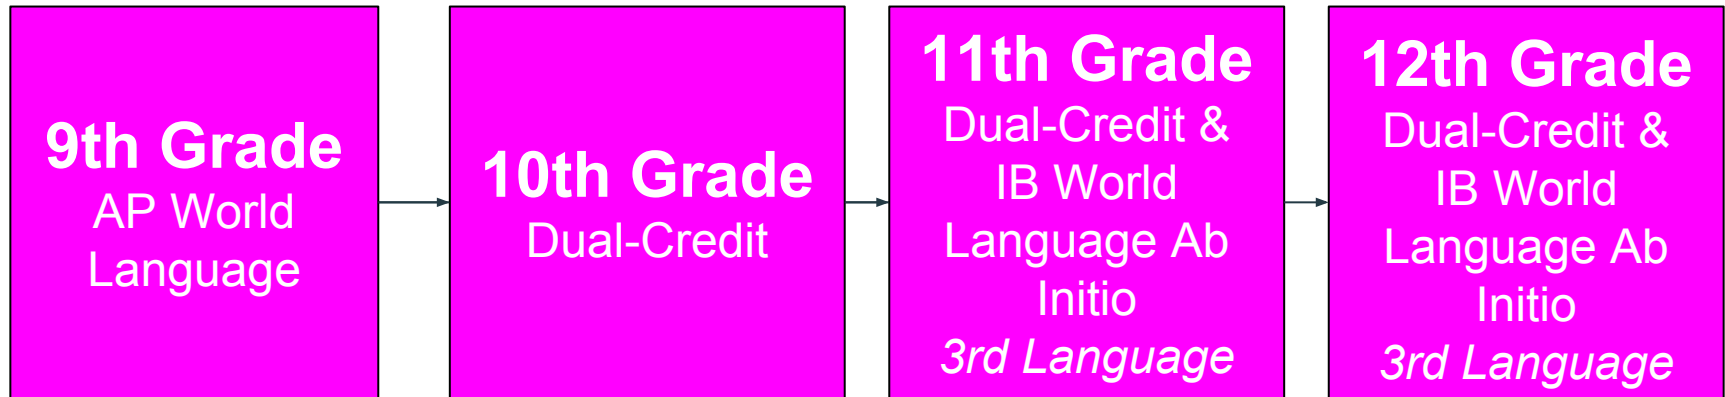 9th Grade
AP World
Language
10th Grade
Dual-Credit
11th Grade
Dual-Credit &
IB World
Language Ab
Initio
3rd Language
12th Grade
Dual-Credit &
IB World
Language Ab
Initio
3rd Language